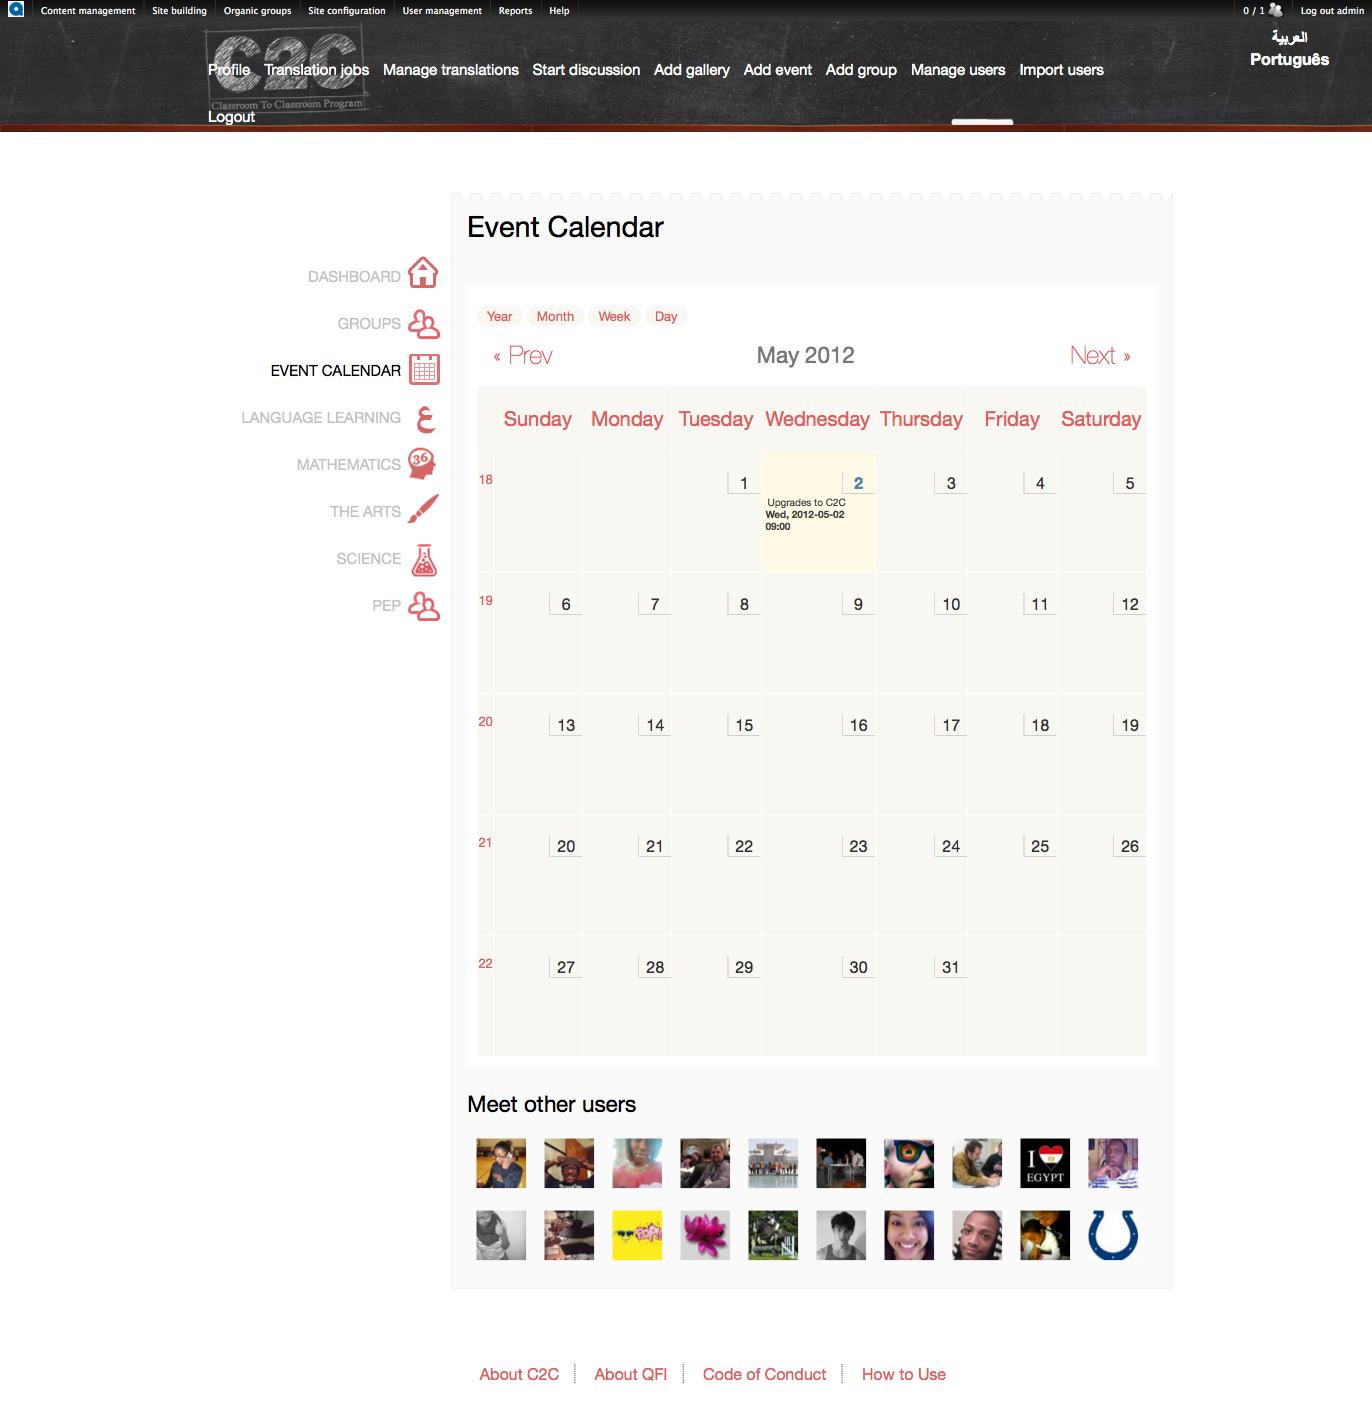 Content management Site building Organic groups Site configuration User management Reports Help 0 / 1 Log out admin
العربية
Português
C2C
Classroom To Classroom Program
Profile Translation jobs Manage translations Start discussion Add gallery Add event Add group Manage users Import users
Logout
Event Calendar
DASHBOARD
GROUPS
EVENT CALENDAR
LANGUAGE LEARNING ع
MATHEMATICS 36
THE ARTS
SCIENCE
PEP
Year Month Week Day
« Prev May 2012 Next »
Sunday Monday Tuesday Wednesday Thursday Friday Saturday
18 1 2 3 4 5
Upgrades to C2C
Wed, 2012-05-02
09:00
19 6 7 8 9 10 11 12
20 13 14 15 16 17 18 19
21 20 21 22 23 24 25 26
22 27 28 29 30 31
Meet other users
I
EGYPT
About C2C About QFI Code of Conduct How to Use